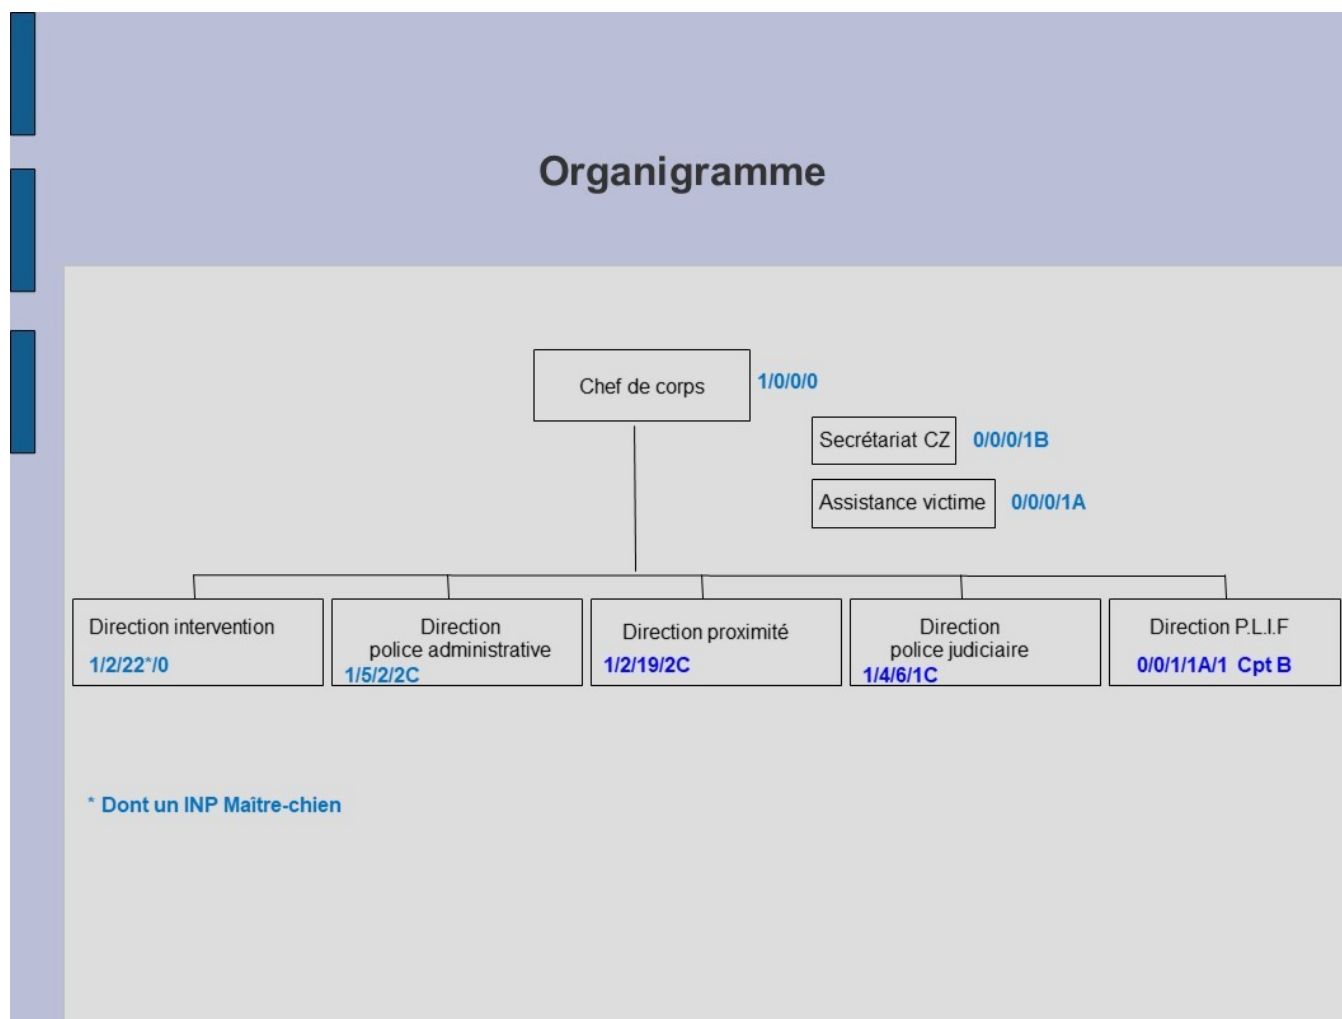 Organigramme
Chef de corps
1/0/0/0
Secrétariat CZ
0/0/0/1B
Assistance victime
0/0/0/1A
Direction intervention
1/2/22*/0
Direction
police administrative
1/5/2/2C
Direction proximité
1/2/19/2C
Direction
police judiciaire
1/4/6/1C
Direction P.L.I.F
0/0/1/1A/1 Cpt B
* Dont un INP Maître-chien